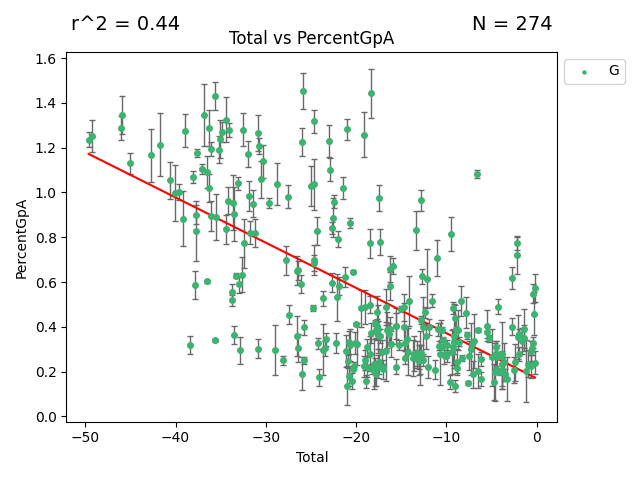 r^2 = 0.44
N = 274
Total vs PercentGpA
G
1.6
1.4
1.2
1.0
0.8
0.6
0.4
0.2
0.0
PercentGpA
−50
−40
−30
−20
−10
0
Total